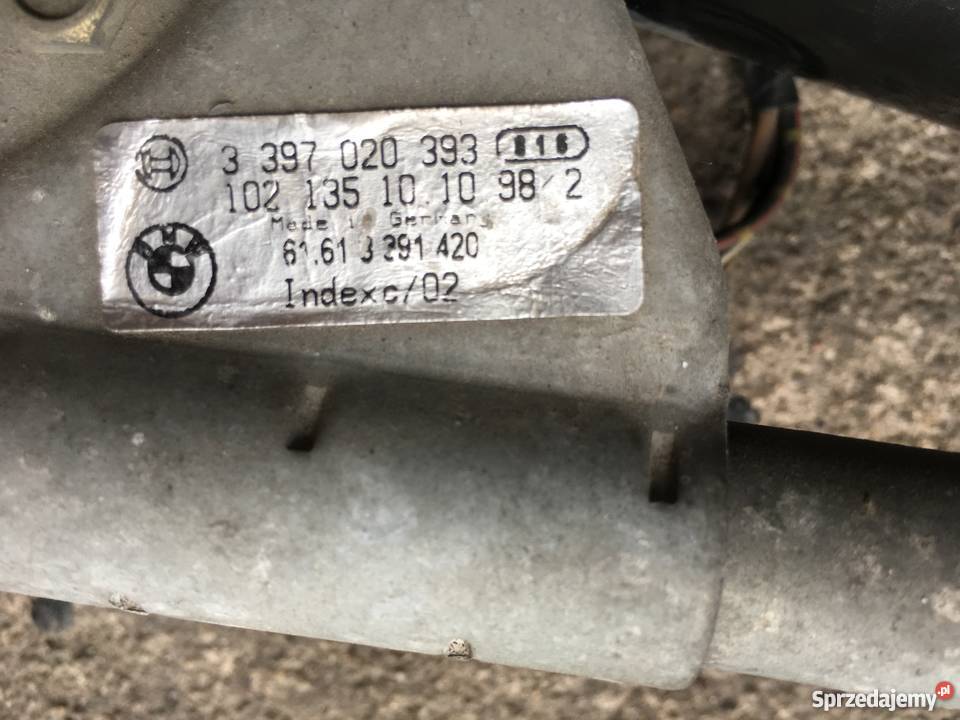 3 397 020 393 816
102 135 10.10 98/2
Made in Germany
61.61 8 391 420
Indexc/02
Sprzedajemy.pl